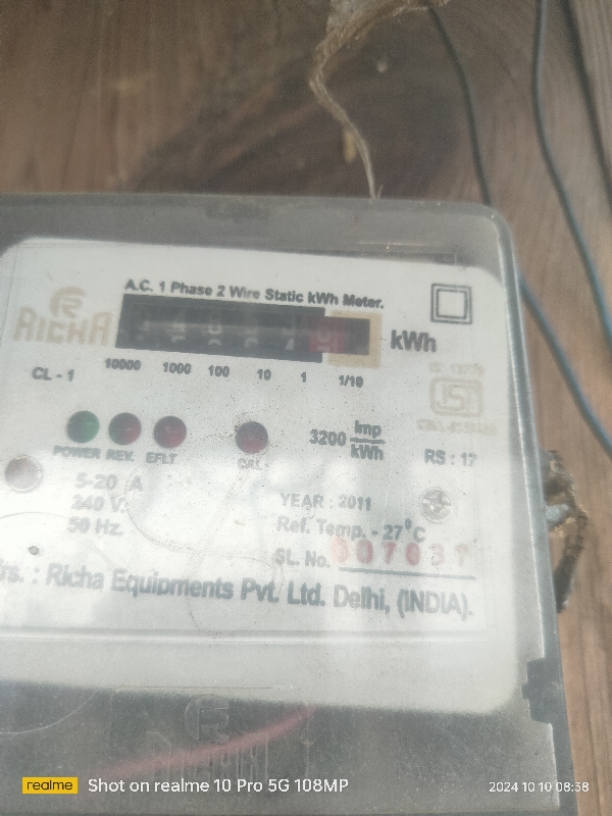 A.C. 1 Phase 2 Wire Static kWh Meter.
RICHA
kWh
CL - 1
10000 1000 100 10 1 1/10
POWER REV. EFLT
CAL.
3200 Imp/kWh
RS : 17
5-20 A
240 V.
50 Hz.
YEAR : 2011
Ref. Temp. - 27°C
SL. No.
Richa Equipments Pvt. Ltd. Delhi, (INDIA).
realme Shot on realme 10 Pro 5G 108MP
2024 10 10 08:38